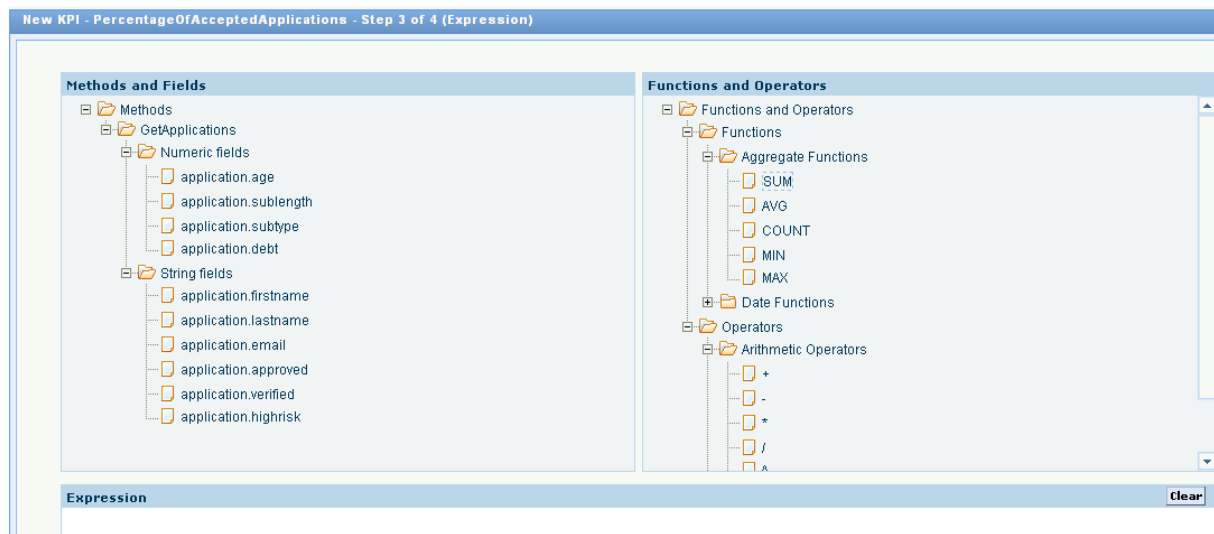 New KPI - PercentageOfAcceptedApplications - Step 3 of 4 (Expression)
Methods and Fields
Methods
GetApplications
Numeric fields
application.age
application.sublength
application.subtype
application.debt
String fields
application.firstname
application.lastname
application.email
application.approved
application.verified
application.highrisk
Functions and Operators
Functions and Operators
Functions
Aggregate Functions
SUM
AVG
COUNT
MIN
MAX
Date Functions
Operators
Arithmetic Operators
+
-
*
/
Expression
Clear